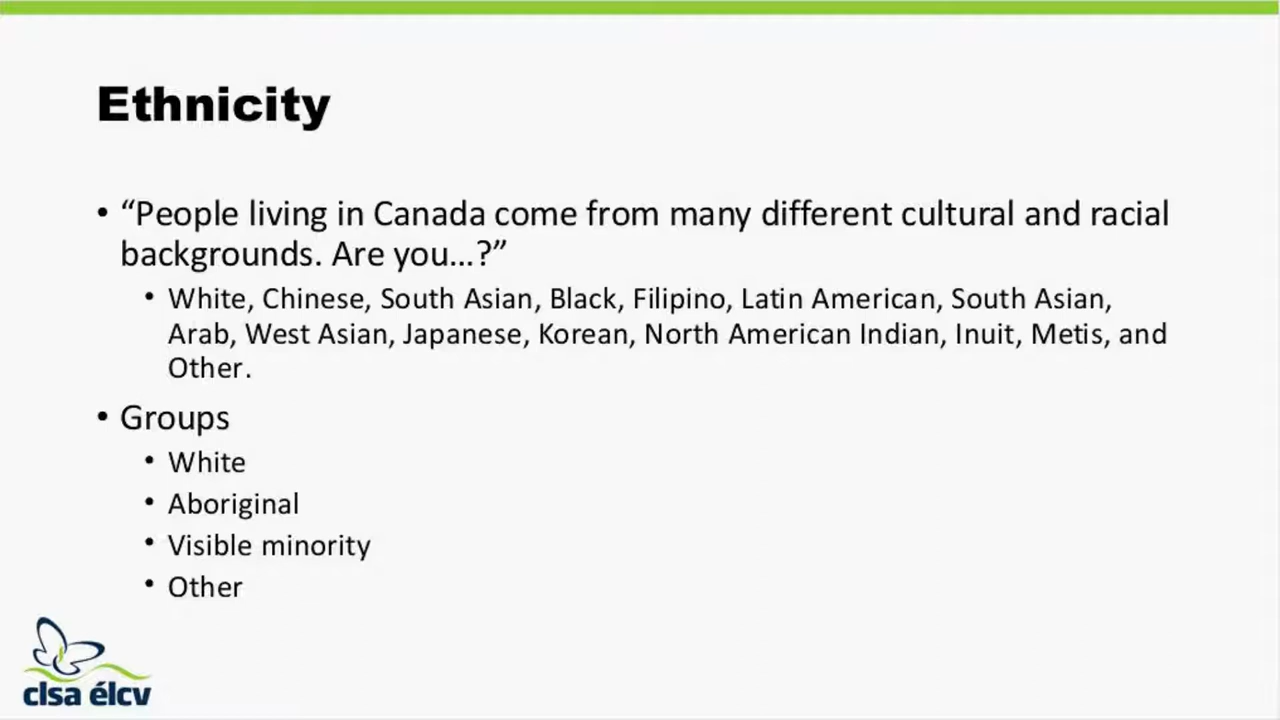 Ethnicity
• “People living in Canada come from many different cultural and racial
backgrounds. Are you…?”
• White, Chinese, South Asian, Black, Filipino, Latin American, South Asian,
Arab, West Asian, Japanese, Korean, North American Indian, Inuit, Metis, and
Other.
• Groups
• White
• Aboriginal
• Visible minority
• Other
clsa élcv